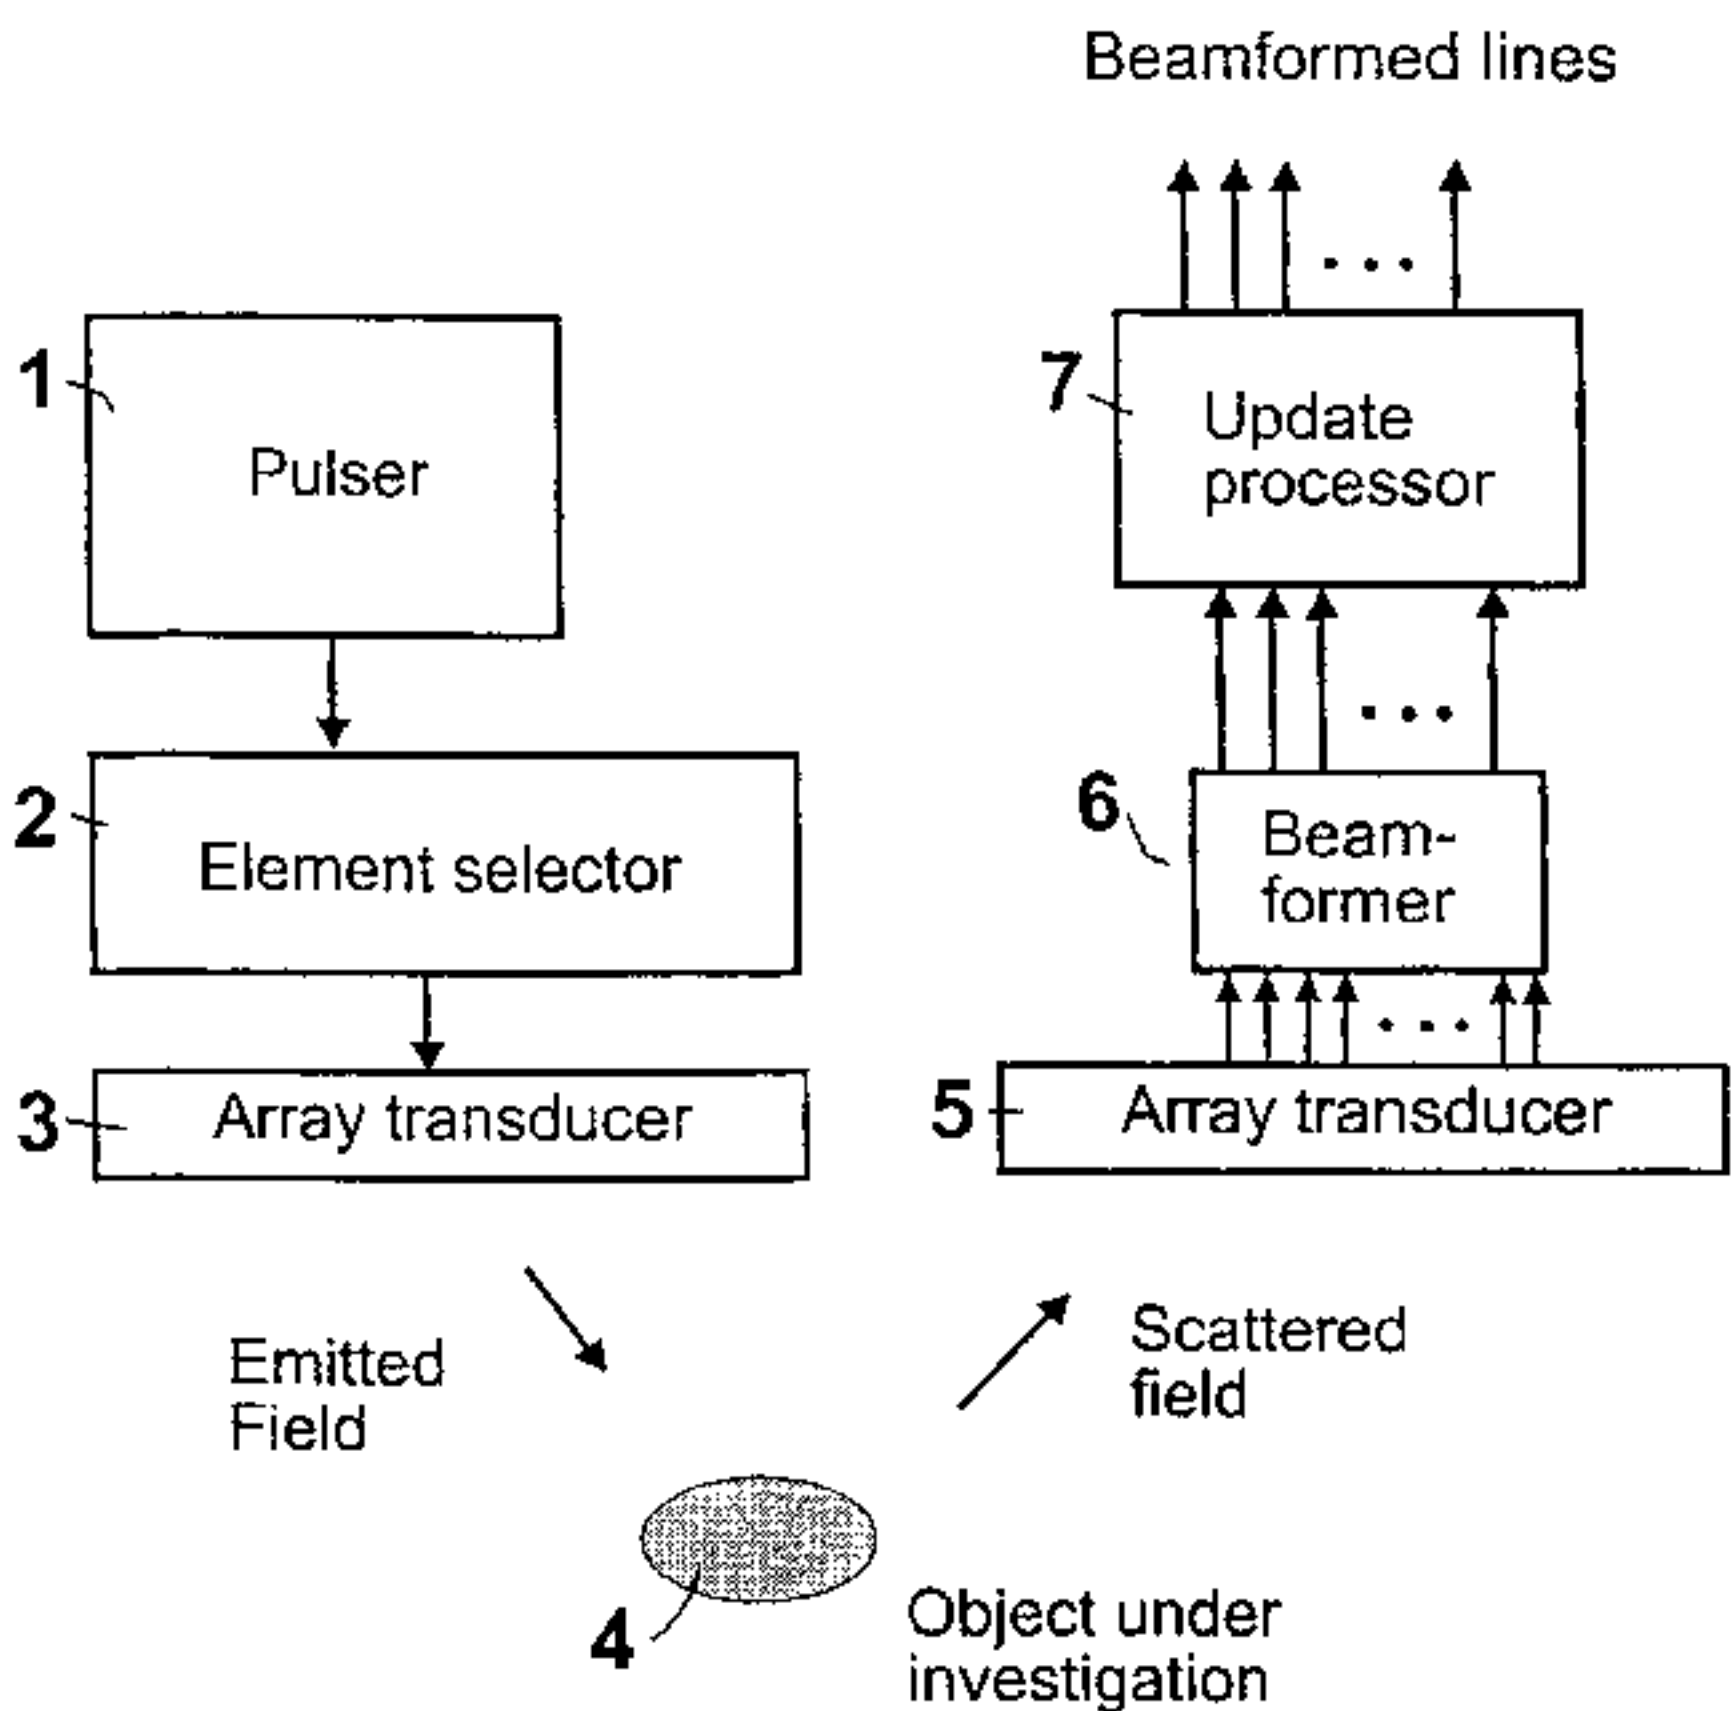 Beamformed lines
1
Pulser
7
Update
processor
2
Element selector
6
Beam-
former
3
Array transducer
5
Array transducer
Emitted
Field
Scattered
field
4
Object under
investigation